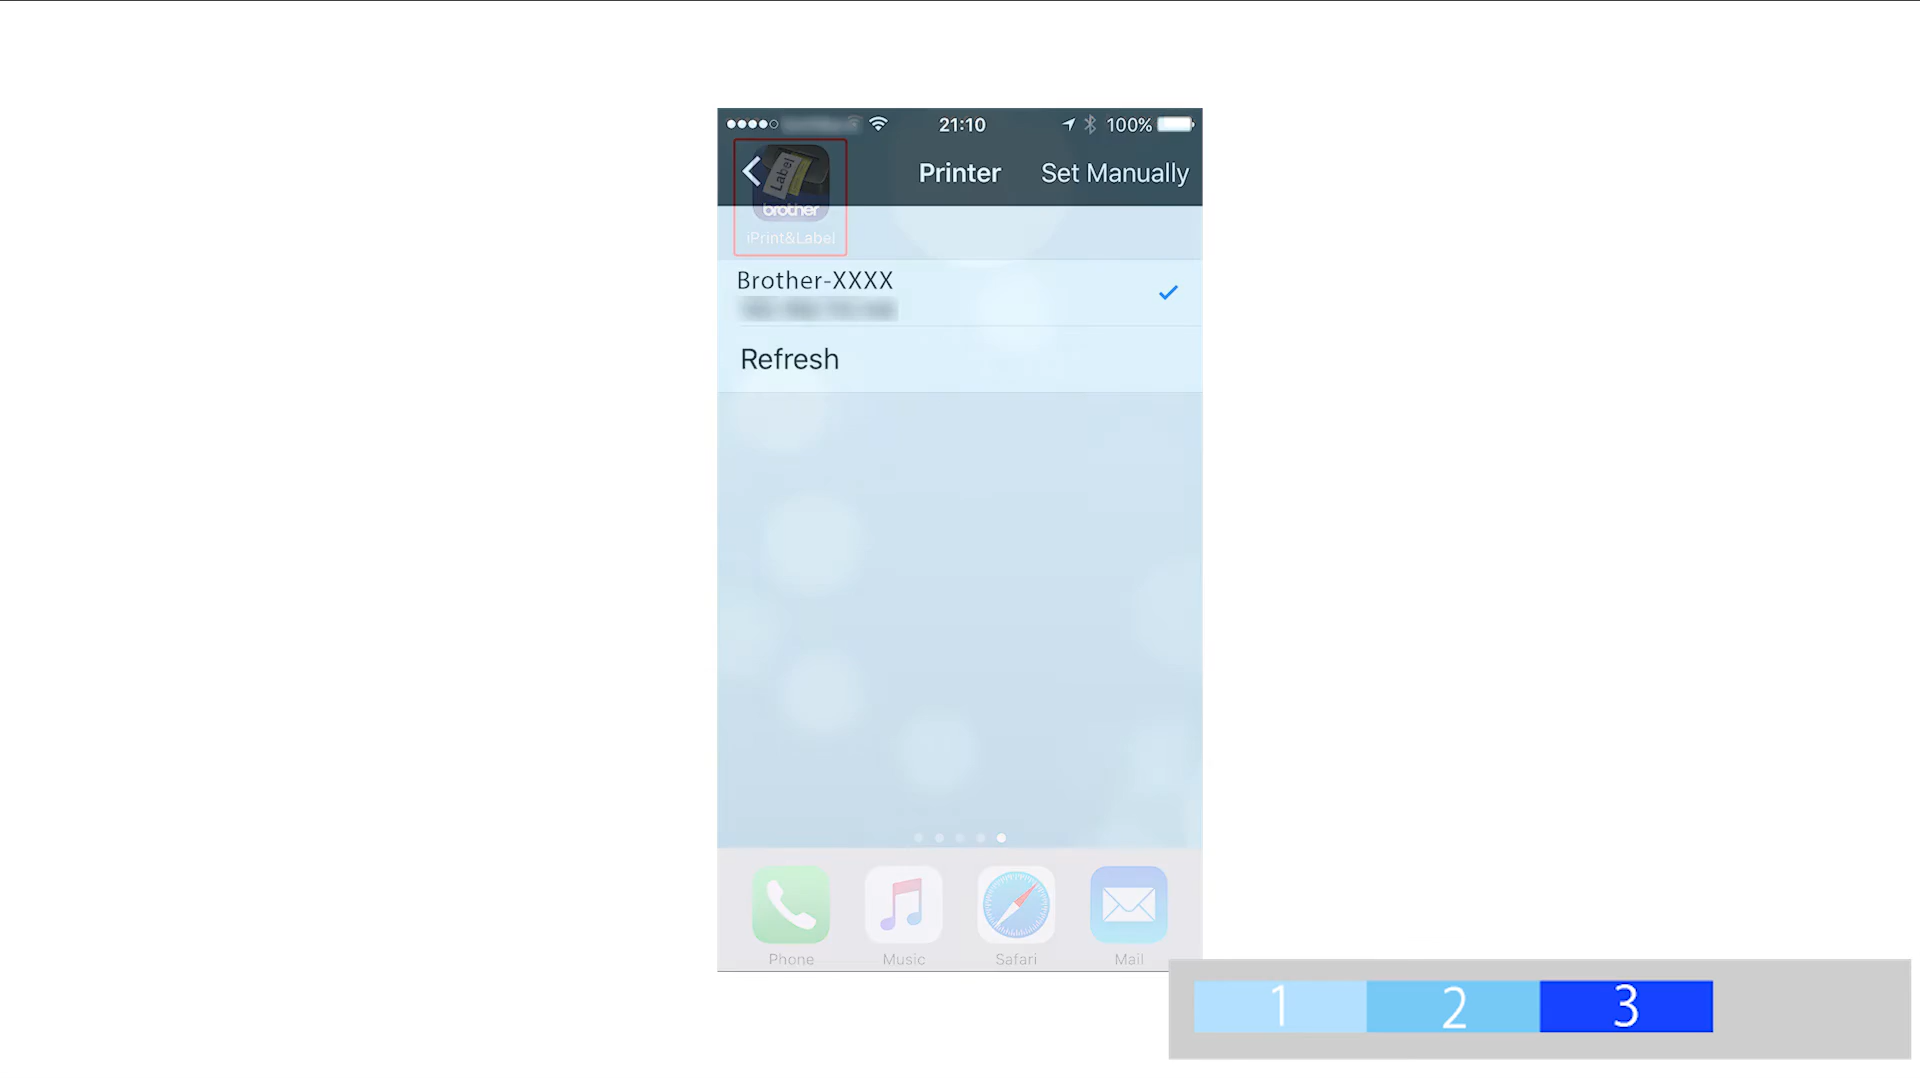 21:10 100%
Printer Set Manually
Label
brother
iPrint&Label
Brother-XXXX
Refresh
Phone Music Safari Mail
1 2 3